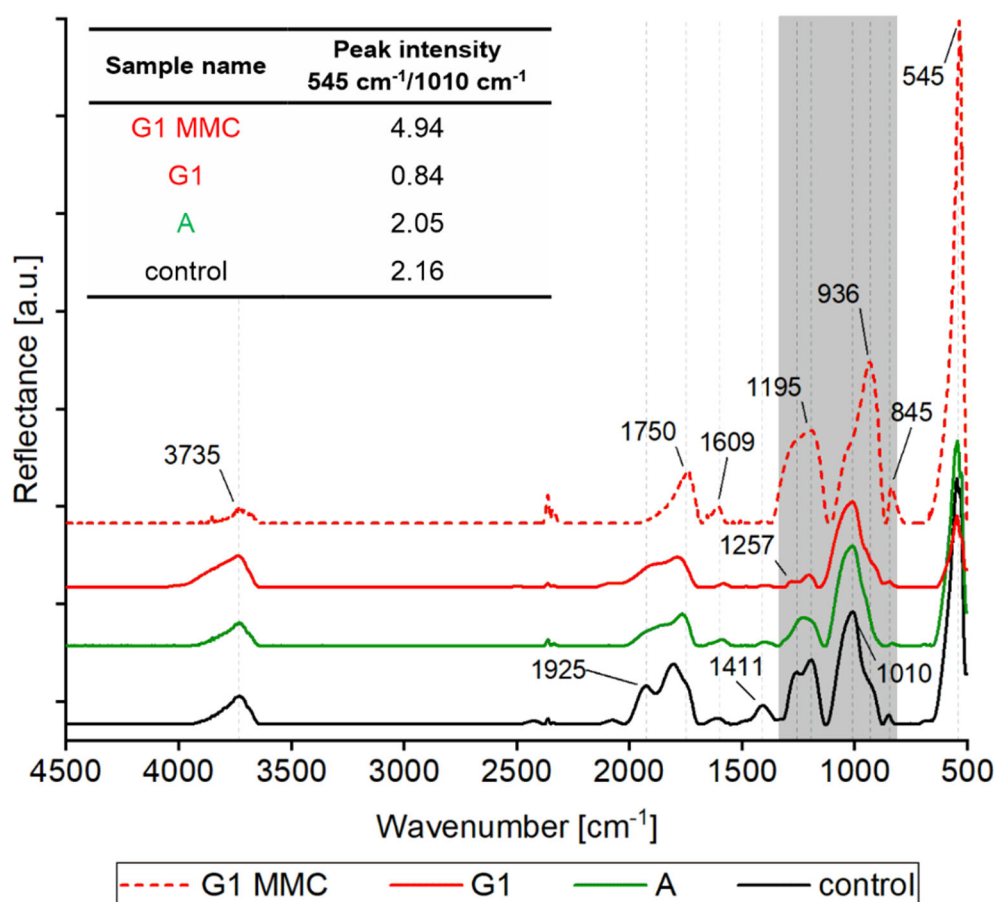 Sample name Peak intensity 545 cm⁻¹/1010 cm⁻¹
G1 MMC 4.94
G1 0.84
A 2.05
control 2.16
545
936
1195
845
1750
1609
3735
1257
1925
1411
1010
Reflectance [a.u.]
4500 4000 3500 3000 2500 2000 1500 1000 500
Wavenumber [cm⁻¹]
G1 MMC G1 A control